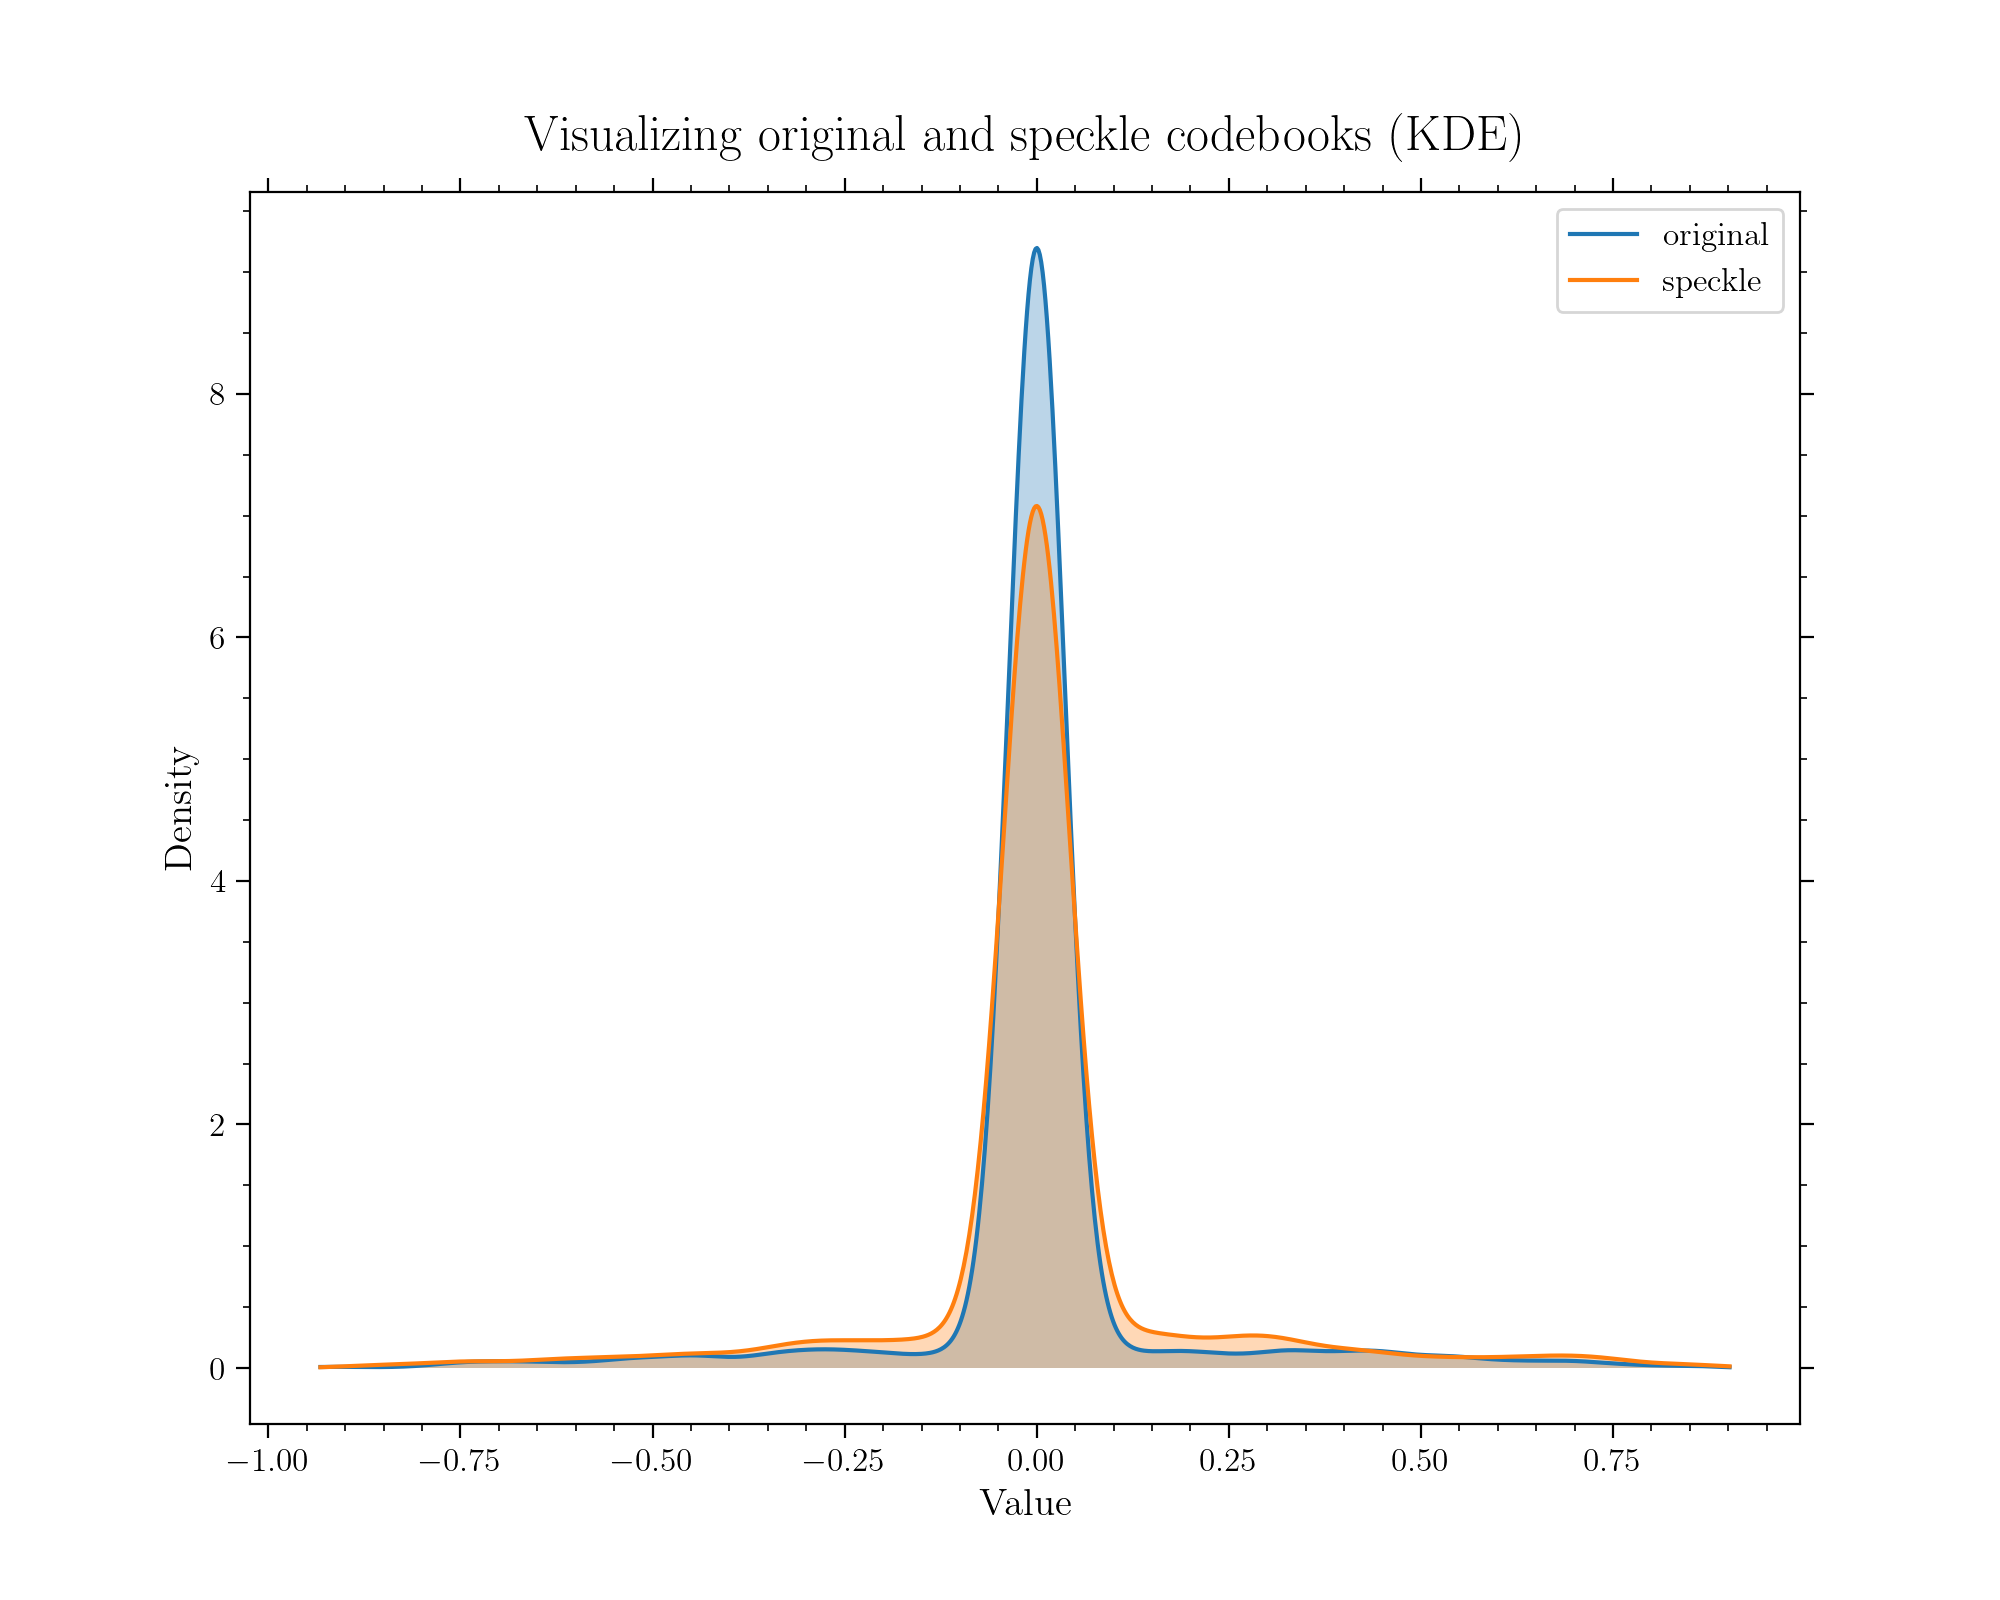 Visualizing original and speckle codebooks (KDE)
original
speckle
Density
8
6
4
2
0
−1.00 −0.75 −0.50 −0.25 0.00 0.25 0.50 0.75
Value